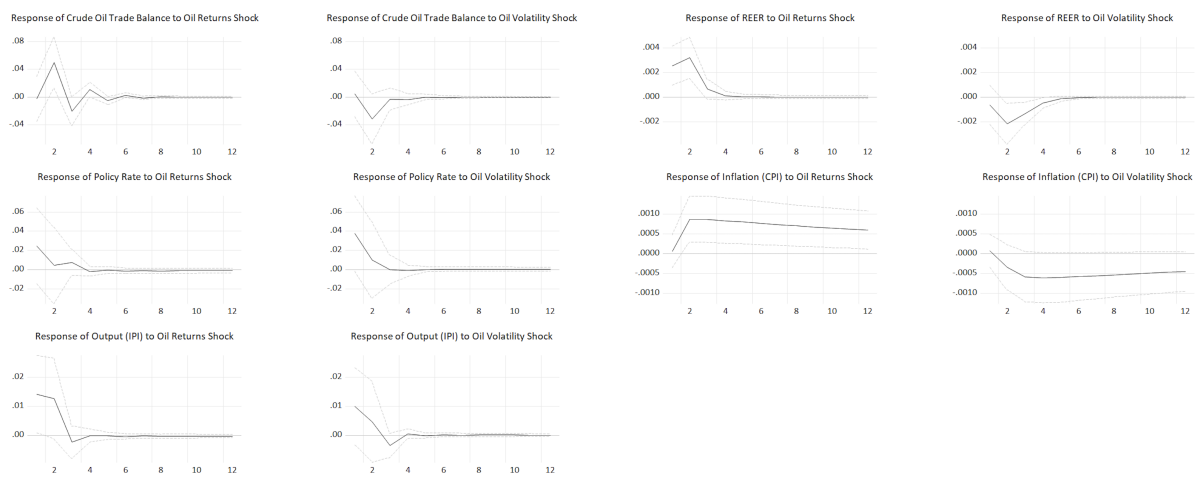 Response of Crude Oil Trade Balance to Oil Returns Shock
.08
.04
.00
-.04
2 4 6 8 10 12
Response of Crude Oil Trade Balance to Oil Volatility Shock
.08
.04
.00
-.04
2 4 6 8 10 12
Response of REER to Oil Returns Shock
.004
.002
.000
-.002
2 4 6 8 10 12
Response of REER to Oil Volatility Shock
.004
.002
.000
-.002
2 4 6 8 10 12
Response of Policy Rate to Oil Returns Shock
.06
.04
.02
.00
-.02
2 4 6 8 10 12
Response of Policy Rate to Oil Volatility Shock
.06
.04
.02
.00
-.02
2 4 6 8 10 12
Response of Inflation (CPI) to Oil Returns Shock
.0010
.0005
.0000
-.0005
-.0010
2 4 6 8 10 12
Response of Inflation (CPI) to Oil Volatility Shock
.0010
.0005
.0000
-.0005
-.0010
2 4 6 8 10 12
Response of Output (IPI) to Oil Returns Shock
.02
.01
.00
2 4 6 8 10 12
Response of Output (IPI) to Oil Volatility Shock
.02
.01
.00
2 4 6 8 10 12